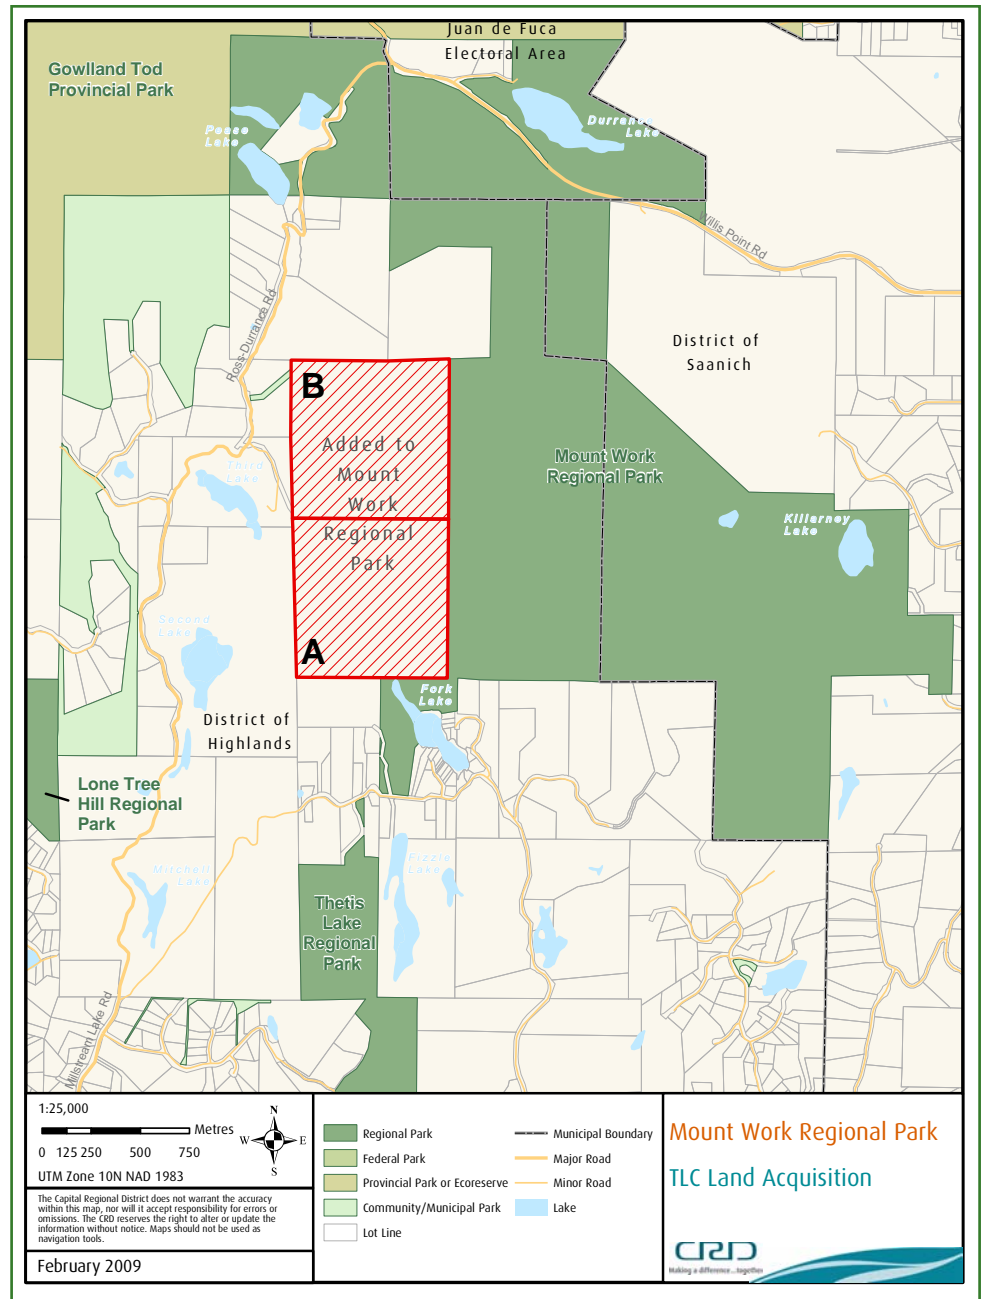 Juan de Fuca
Electoral Area
Gowlland Tod
Provincial Park
Pease
Lake
Durrance
Lake
Willis Point Rd
Ross-Durrance Rd
District of
Saanich
B
Added to
Mount
Work
Regional
Park
A
Mount Work
Regional Park
Third
Lake
Killarney
Lake
Second
Lake
Fork
Lake
District of
Highlands
Lone Tree
Hill Regional
Park
Mitchell
Lake
Fizzle
Lake
Thetis
Lake
Regional
Park
Millstream Lake Rd
1:25,000
Metres
0 125 250 500 750
UTM Zone 10N NAD 1983
N
W E
S
The Capital Regional District does not warrant the accuracy
within this map, nor will it accept responsibility for errors or
omissions. The CRD reserves the right to alter or update the
information without notice. Maps should not be used as
navigation tools.
February 2009
Regional Park
Federal Park
Provincial Park or Ecoreserve
Community/Municipal Park
Lot Line
Municipal Boundary
Major Road
Minor Road
Lake
Mount Work Regional Park
TLC Land Acquisition
CRD
Making a difference...together